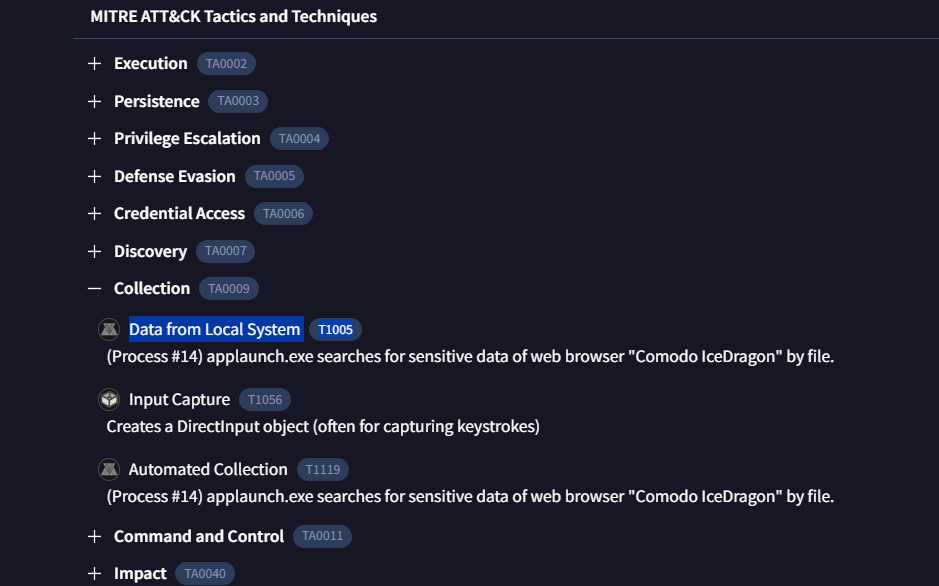 MITRE ATT&CK Tactics and Techniques
Execution TA0002
Persistence TA0003
Privilege Escalation TA0004
Defense Evasion TA0005
Credential Access TA0006
Discovery TA0007
Collection TA0009
Data from Local System T1005
(Process #14) applaunch.exe searches for sensitive data of web browser "Comodo IceDragon" by file.
Input Capture T1056
Creates a DirectInput object (often for capturing keystrokes)
Automated Collection T1119
(Process #14) applaunch.exe searches for sensitive data of web browser "Comodo IceDragon" by file.
Command and Control TA0011
Impact TA0040